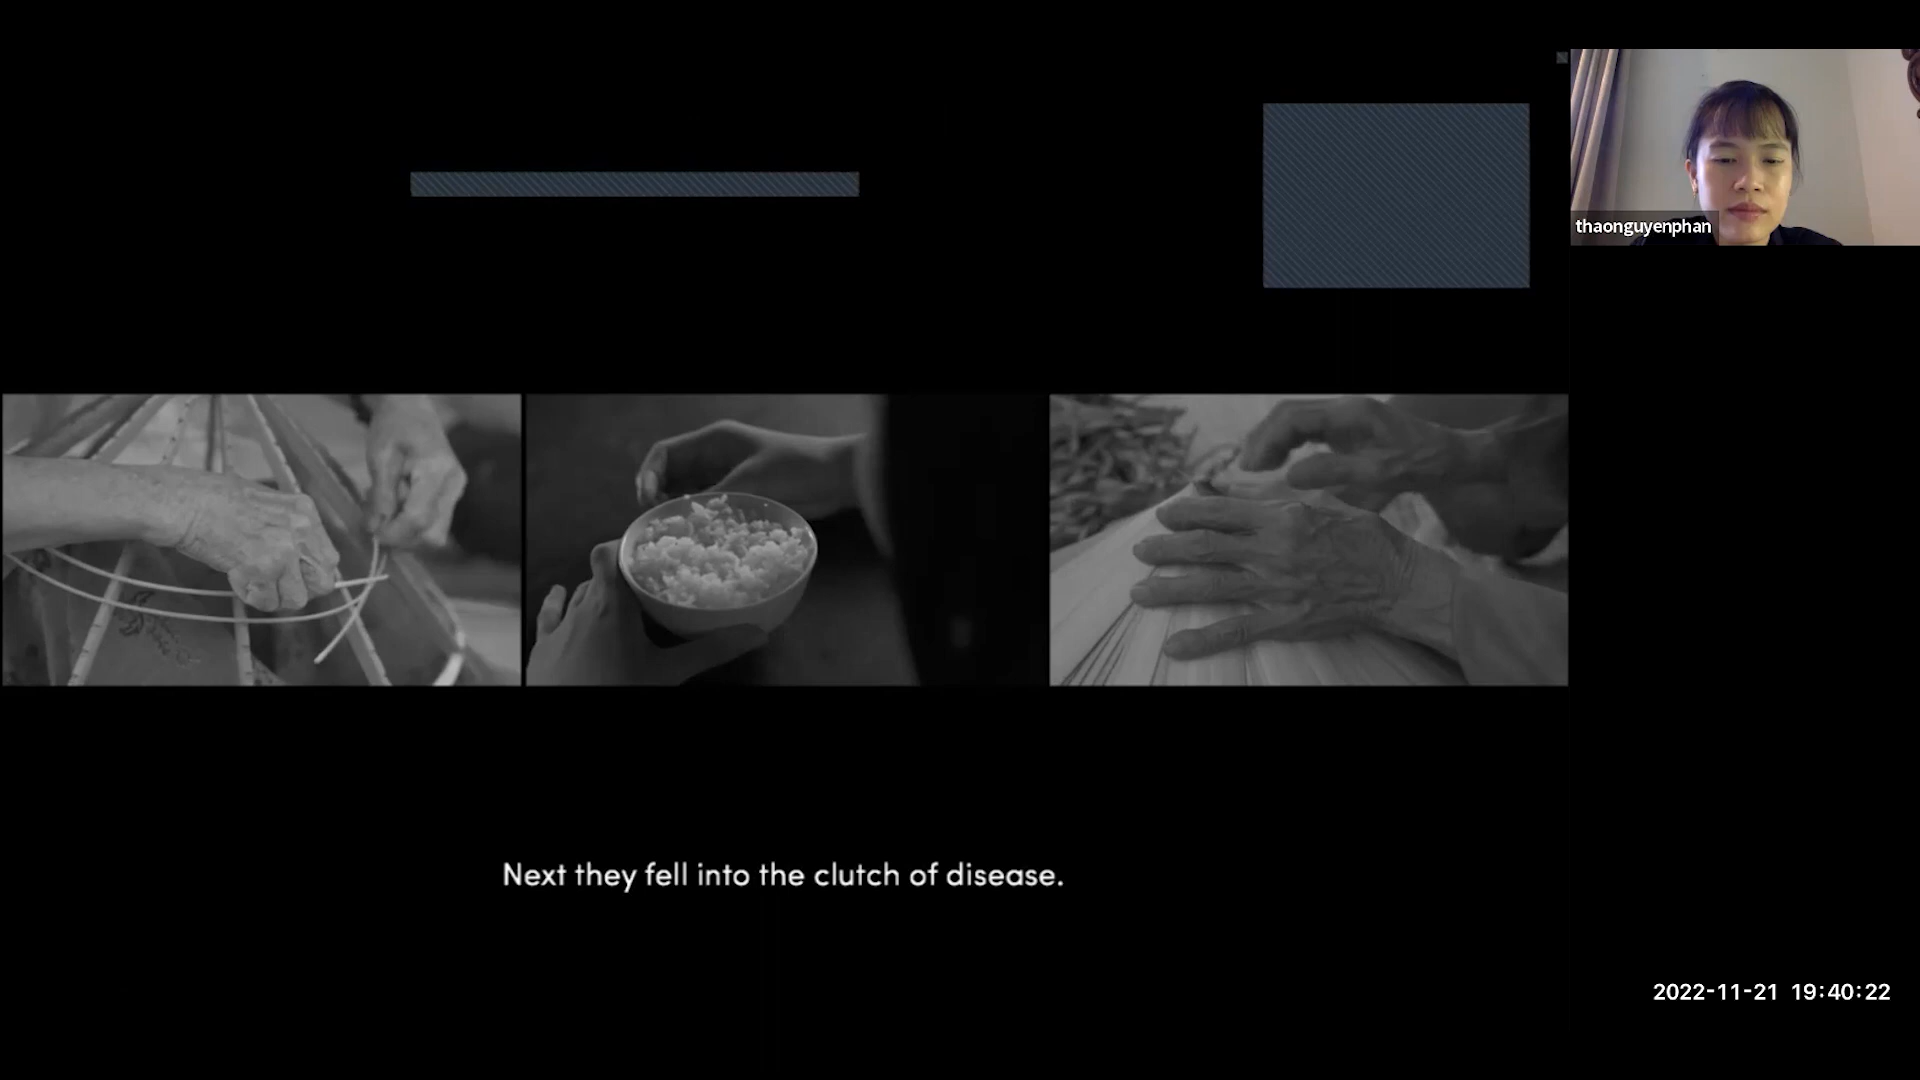 thaonguyenphan
Next they fell into the clutch of disease.
2022-11-21 19:40:22